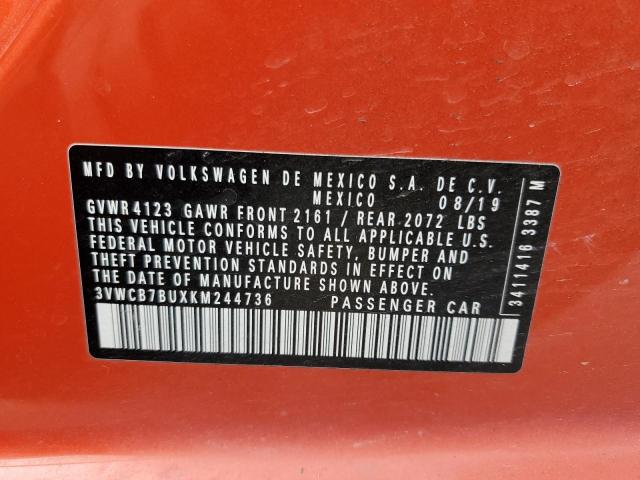 MFD BY VOLKSWAGEN DE MEXICO S.A. DE C.V.
MEXICO 08/19
GVWR 4123 GAWR FRONT 2161 / REAR 2072 LBS
THIS VEHICLE CONFORMS TO ALL APPLICABLE U.S.
FEDERAL MOTOR VEHICLE SAFETY, BUMPER AND
THEFT PREVENTION STANDARDS IN EFFECT ON
THE DATE OF MANUFACTURE SHOWN ABOVE.
3VWCB7BUXKM244736 PASSENGER CAR
3411416 3387 M